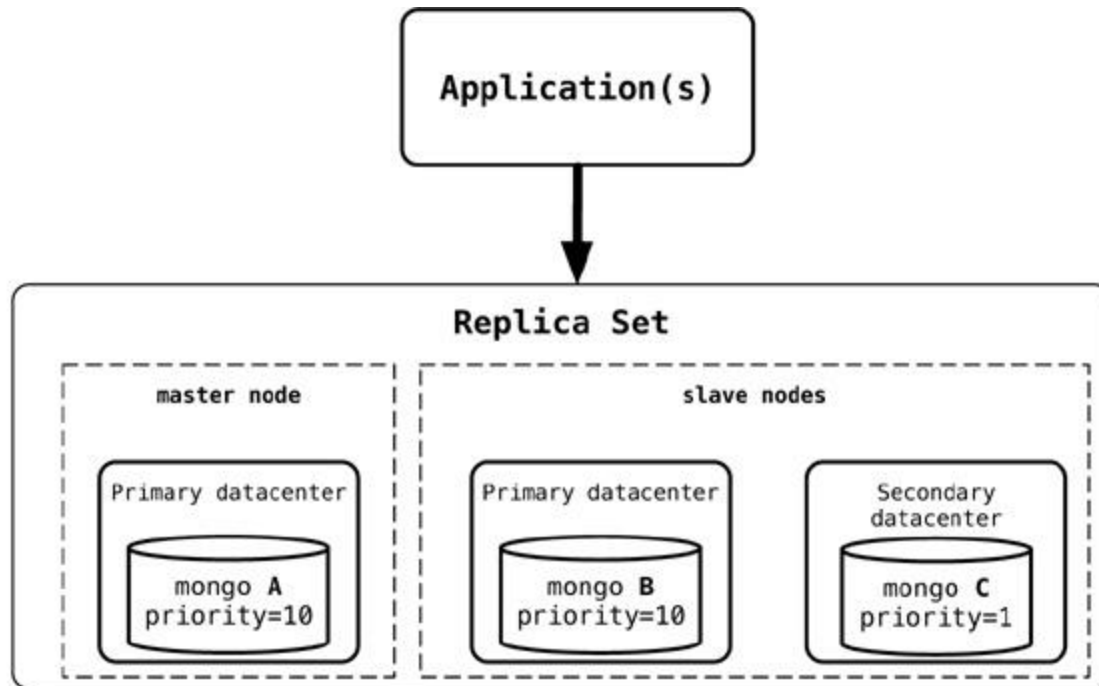 Application(s)
Replica Set
master node
slave nodes
Primary datacenter
mongo A
priority=10
Primary datacenter
mongo B
priority=10
Secondary
datacenter
mongo C
priority=1